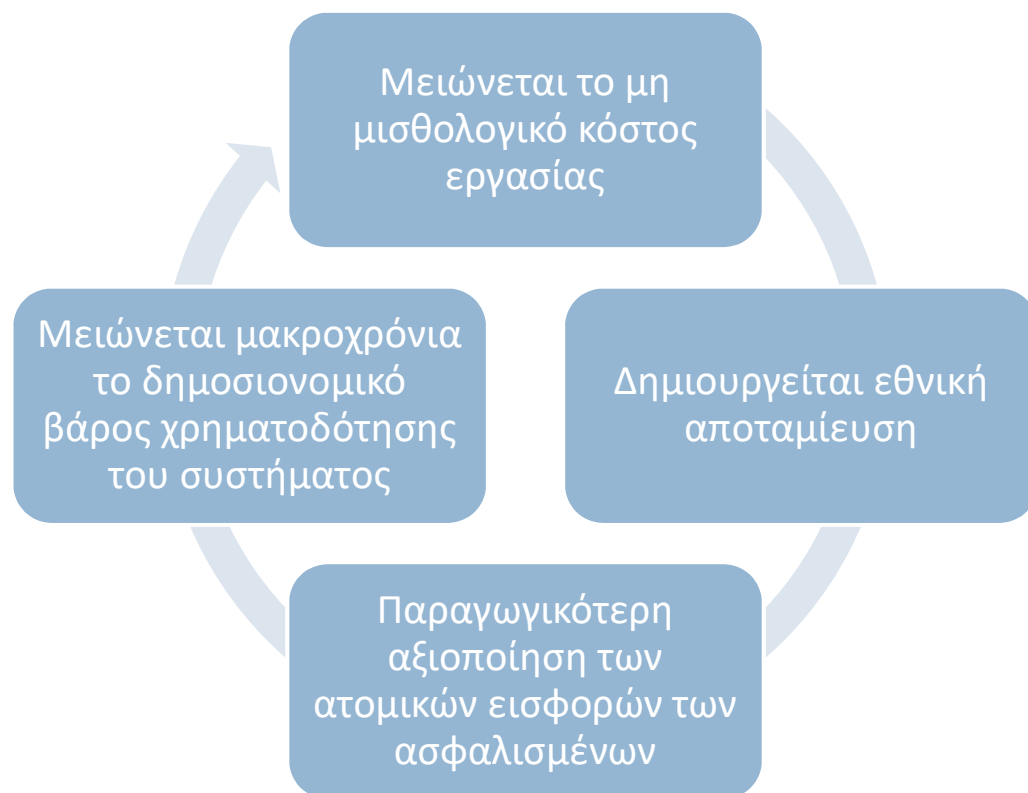 Μειώνεται το μη
μισθολογικό κόστος
εργασίας
Δημιουργείται εθνική
αποταμίευση
Παραγωγικότερη
αξιοποίηση των
ατομικών εισφορών των
ασφαλισμένων
Μειώνεται μακροχρόνια
το δημοσιονομικό
βάρος χρηματοδότησης
του συστήματος